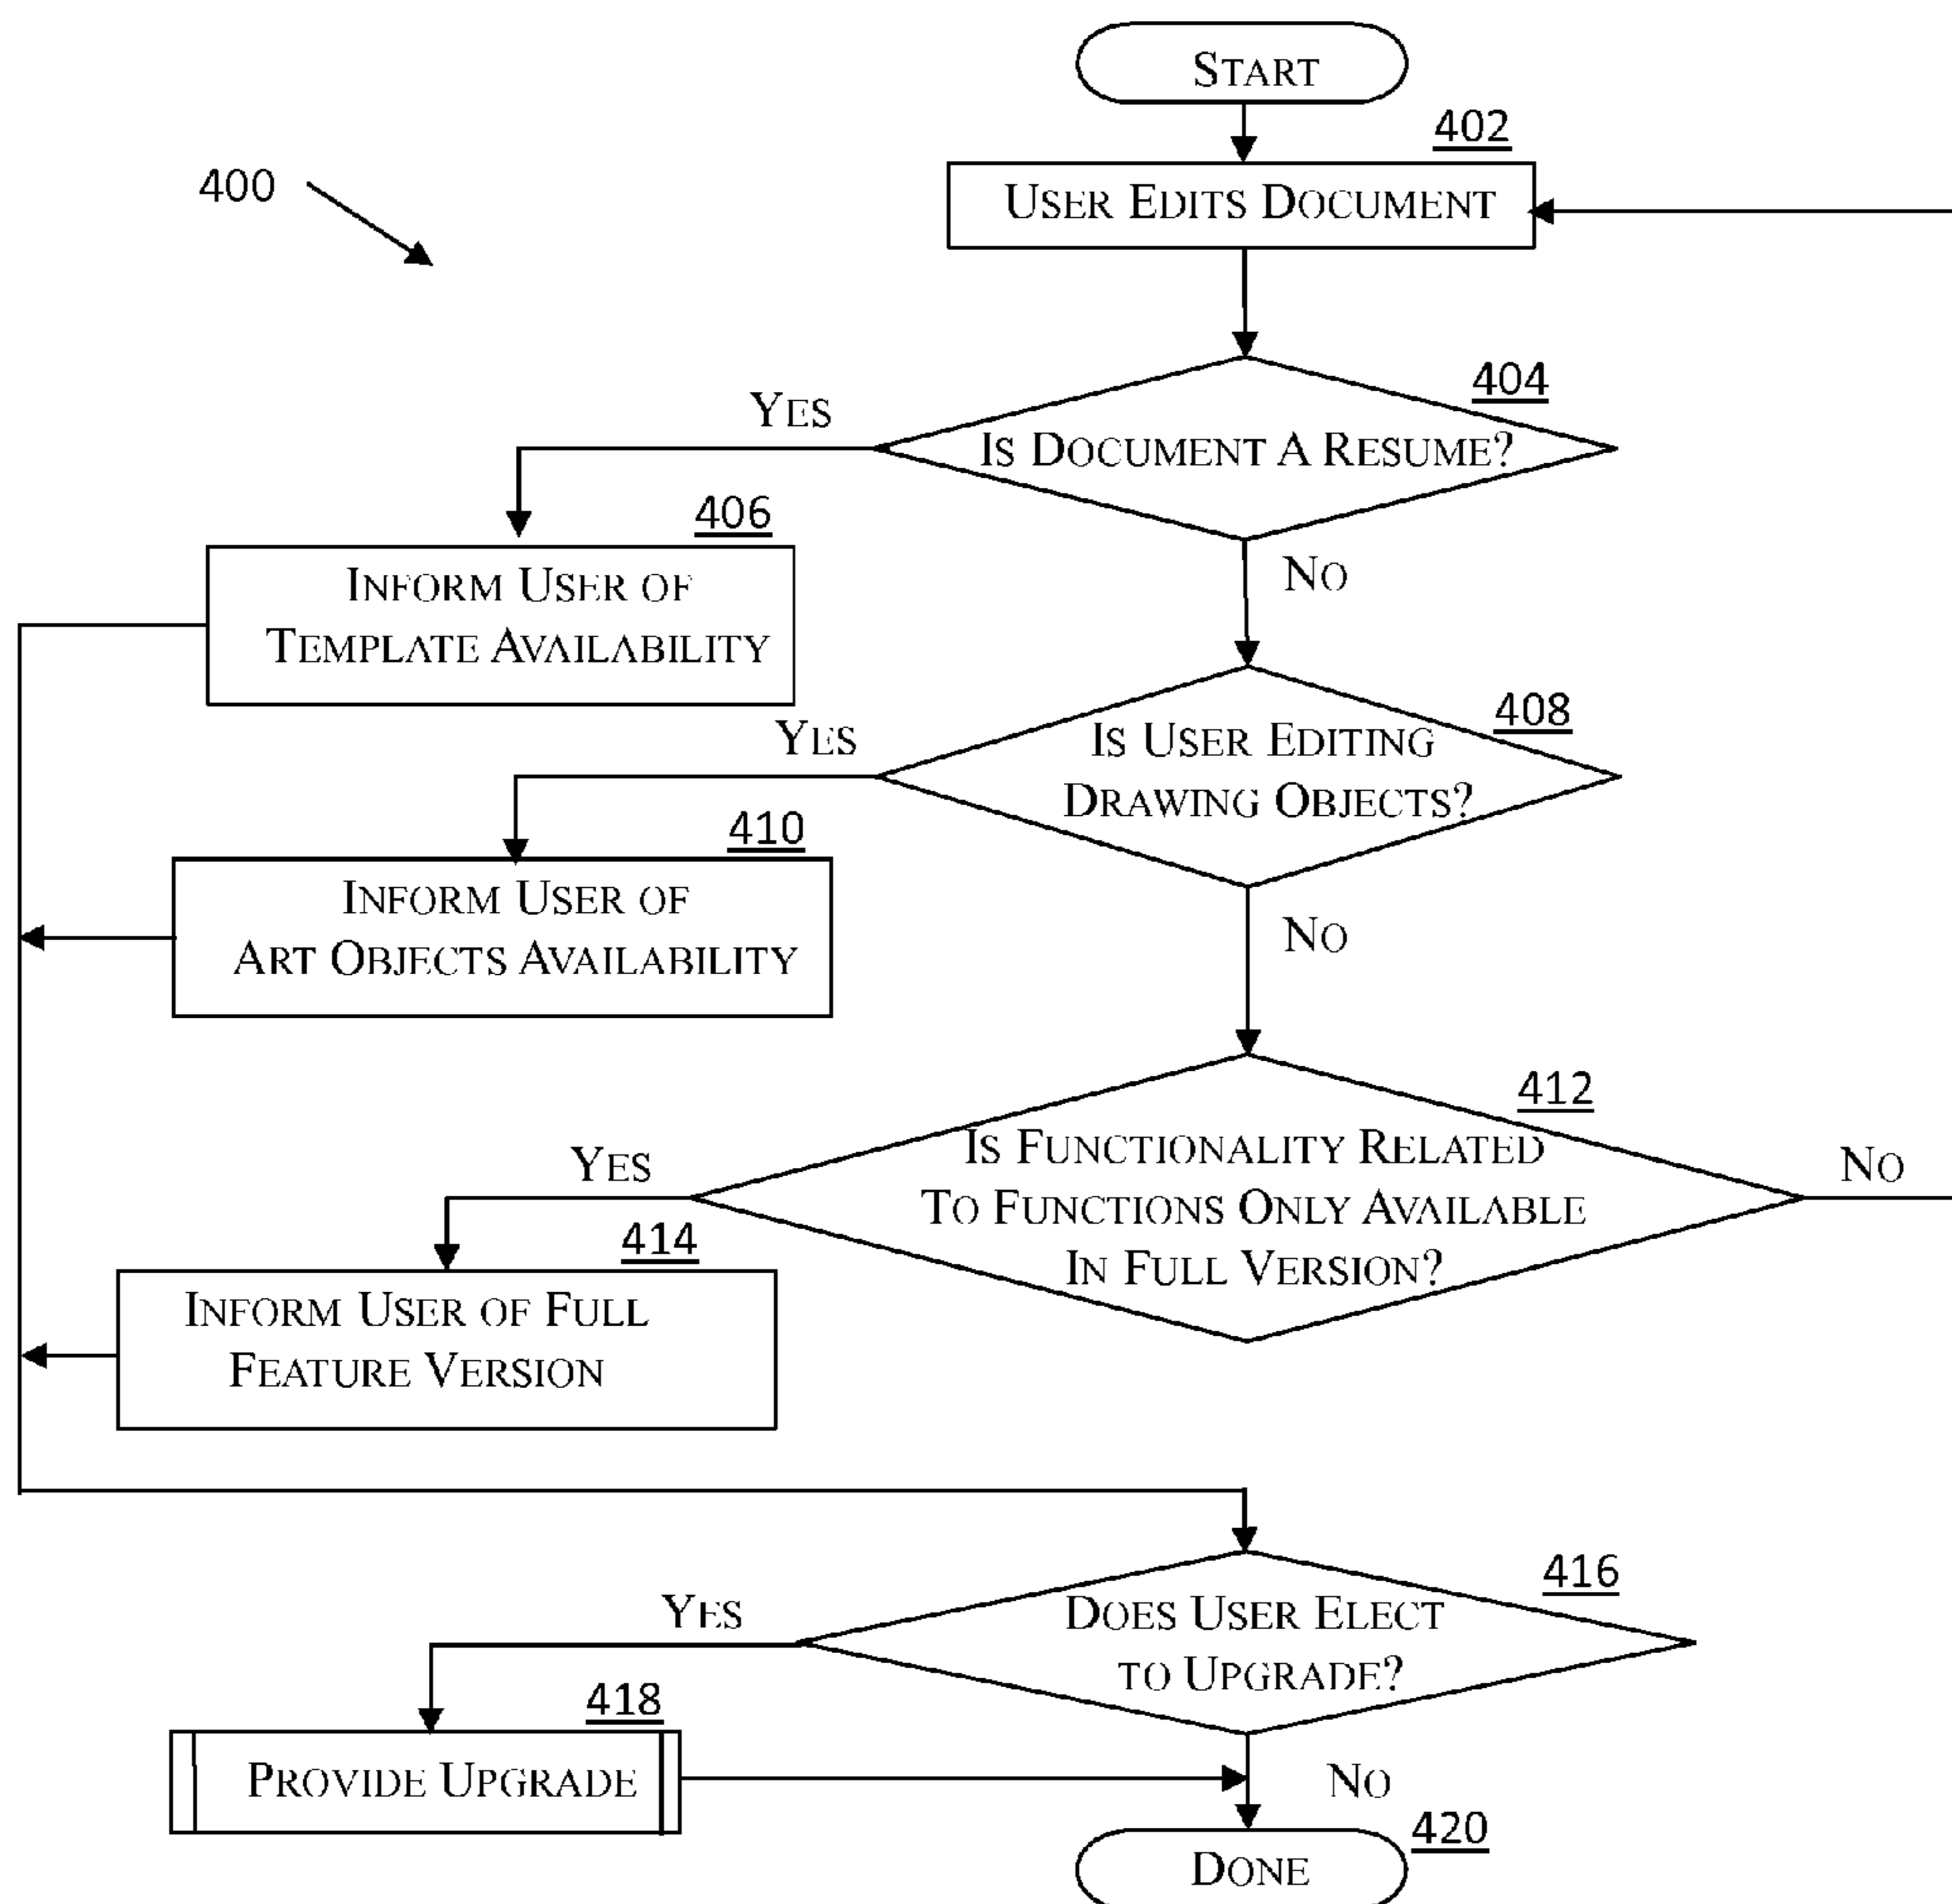 START
402
USER EDITS DOCUMENT
400
404
YES
IS DOCUMENT A RESUME?
406
INFORM USER OF
TEMPLATE AVAILABILITY
NO
408
YES
IS USER EDITING
DRAWING OBJECTS?
410
INFORM USER OF
ART OBJECTS AVAILABILITY
NO
412
YES
IS FUNCTIONALITY RELATED
TO FUNCTIONS ONLY AVAILABLE
IN FULL VERSION?
NO
414
INFORM USER OF FULL
FEATURE VERSION
416
YES
DOES USER ELECT
TO UPGRADE?
418
PROVIDE UPGRADE
NO
420
DONE